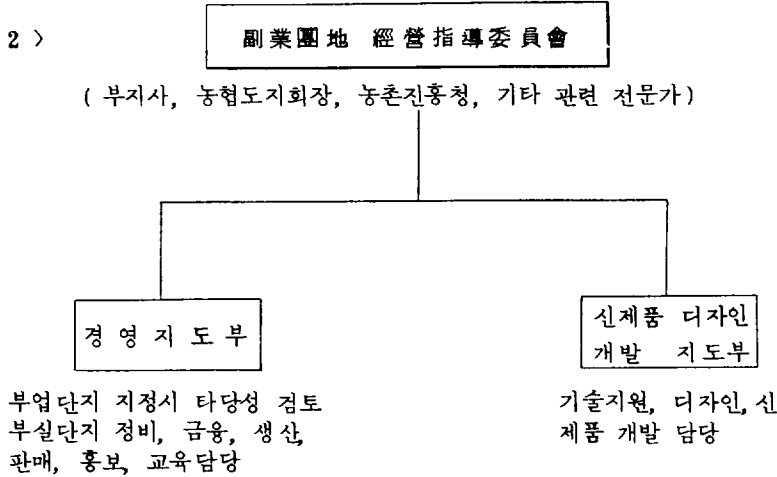 2 〉
副業團地 經營指導委員會
( 부지사, 농협도지회장, 농촌진흥청, 기타 관련 전문가 )
경 영 지 도 부
신제품 디자인
개발 지도부
부업단지 지정시 타당성 검토
부실단지 정비, 금융, 생산,
판매, 홍보, 교육담당
기술지원, 디자인, 신
제품 개발 담당